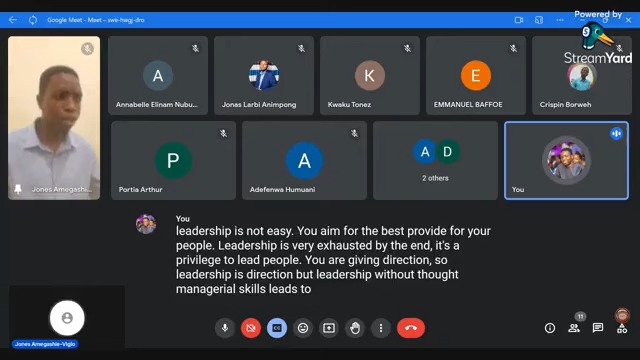 Google Meet - Meet - swe-hwgj-dro
Powered by
StreamYard
A
K
E
Annabelle Elinam Nubu...
Jonas Larbi Animpong
Kwaku Tonez
EMMANUEL BAFFOE
Crispin Borweh
P
A
A D
Jones Amegashi...
Portia Arthur
Adefenwa Humuani
2 others
You
You
leadership is not easy. You aim for the best provide for your
people. Leadership is very exhausted by the end, it's a
privilege to lead people. You are giving direction, so
leadership is direction but leadership without thought
managerial skills leads to
Jones Amegashie-Viglo
11